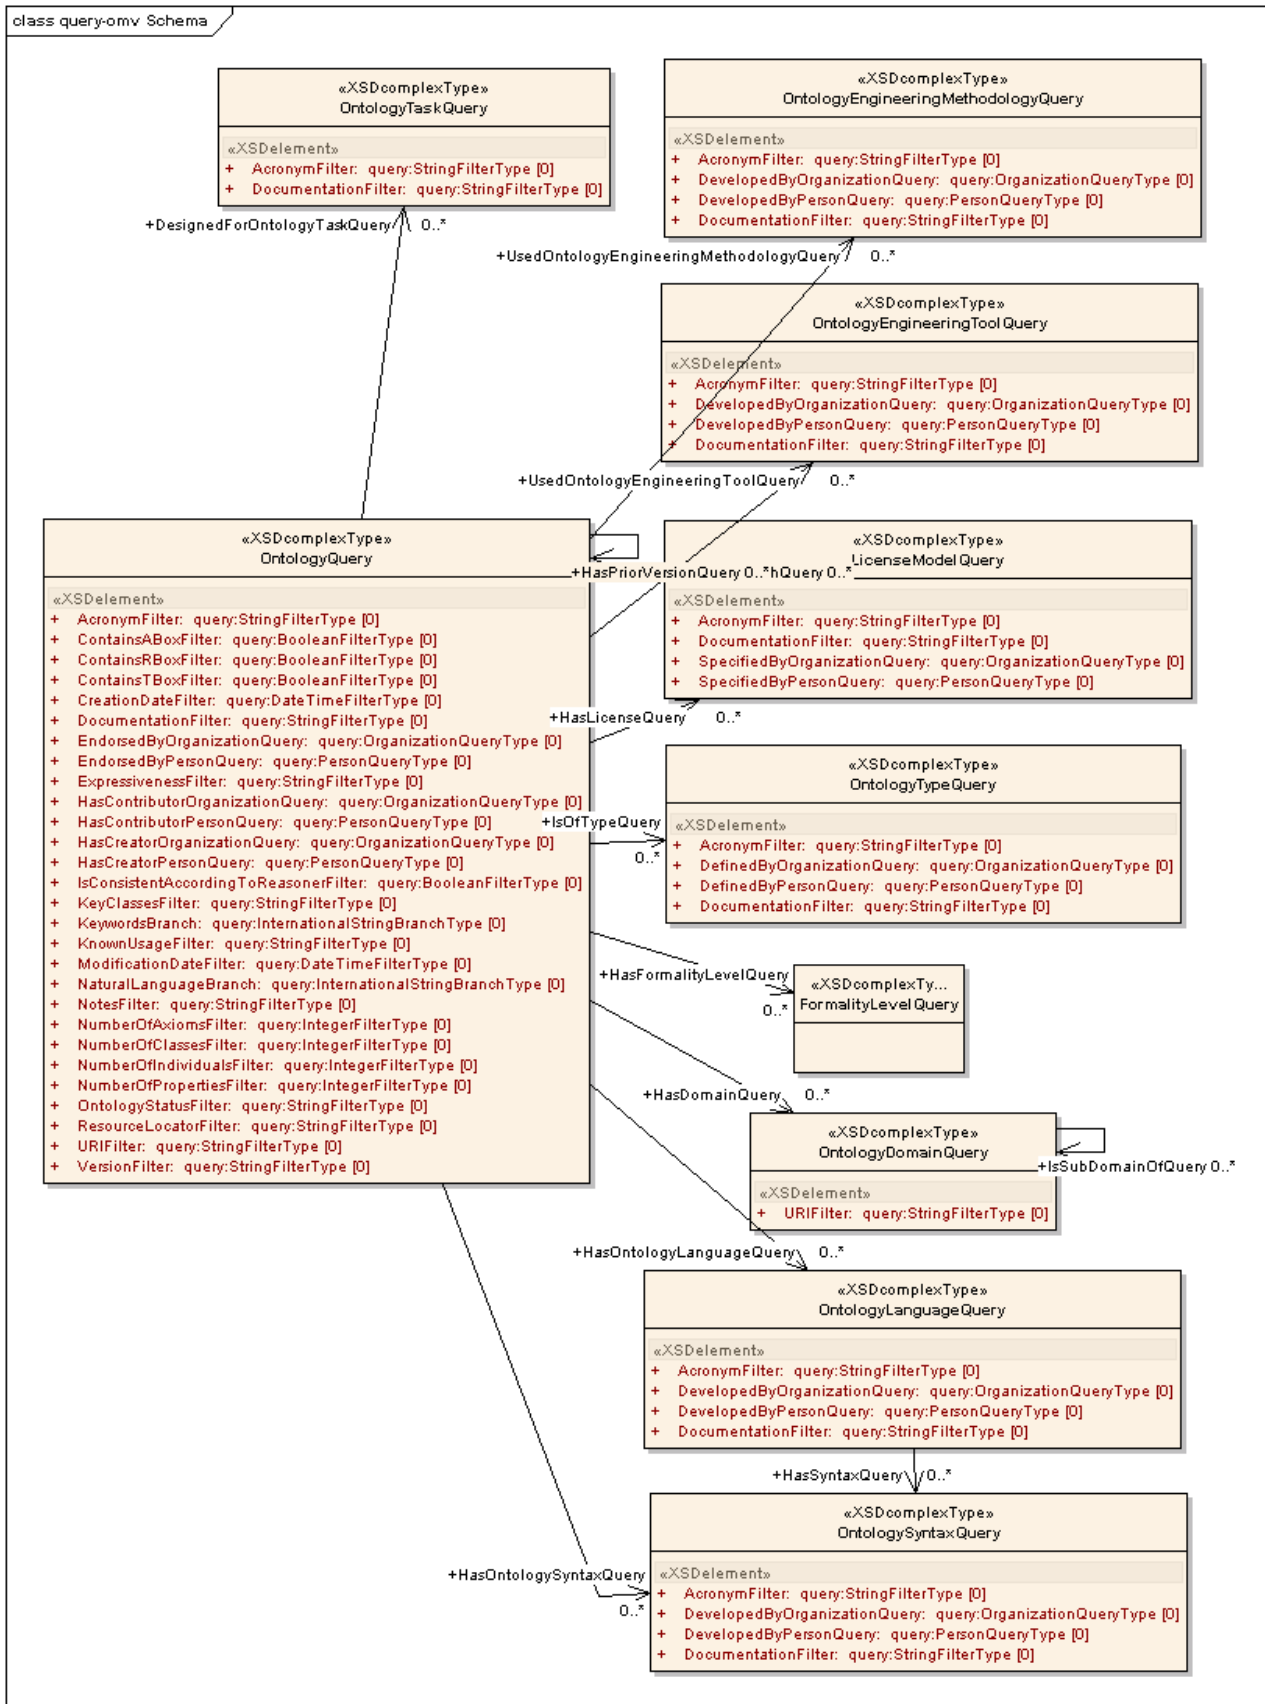 class query-omv Schema
«XSDcomplexType»
OntologyTaskQuery
«XSDelement»
+ AcronymFilter: query:StringFilterType [0]
+ DocumentationFilter: query:StringFilterType [0]
+DesignedForOntologyTaskQuery 0..*
«XSDcomplexType»
OntologyEngineeringMethodologyQuery
«XSDelement»
+ AcronymFilter: query:StringFilterType [0]
+ DevelopedByOrganizationQuery: query:OrganizationQueryType [0]
+ DevelopedByPersonQuery: query:PersonQueryType [0]
+ DocumentationFilter: query:StringFilterType [0]
+UsedOntologyEngineeringMethodologyQuery 0..*
«XSDcomplexType»
OntologyEngineeringToolQuery
«XSDelement»
+ AcronymFilter: query:StringFilterType [0]
+ DevelopedByOrganizationQuery: query:OrganizationQueryType [0]
+ DevelopedByPersonQuery: query:PersonQueryType [0]
+ DocumentationFilter: query:StringFilterType [0]
+UsedOntologyEngineeringToolQuery 0..*
«XSDcomplexType»
OntologyQuery
«XSDelement»
+ AcronymFilter: query:StringFilterType [0]
+ ContainsABoxFilter: query:BooleanFilterType [0]
+ ContainsRBoxFilter: query:BooleanFilterType [0]
+ ContainsTBoxFilter: query:BooleanFilterType [0]
+ CreationDateFilter: query:DateTimeFilterType [0]
+ DocumentationFilter: query:StringFilterType [0]
+ EndorsedByOrganizationQuery: query:OrganizationQueryType [0]
+ EndorsedByPersonQuery: query:PersonQueryType [0]
+ ExpressivenessFilter: query:StringFilterType [0]
+ HasContributorOrganizationQuery: query:OrganizationQueryType [0]
+ HasContributorPersonQuery: query:PersonQueryType [0]
+ HasCreatorOrganizationQuery: query:OrganizationQueryType [0]
+ HasCreatorPersonQuery: query:PersonQueryType [0]
+ IsConsistentAccordingToReasonerFilter: query:BooleanFilterType [0]
+ KeyClassesFilter: query:StringFilterType [0]
+ KeywordsBranch: query:InternationalStringBranchType [0]
+ KnownUsageFilter: query:StringFilterType [0]
+ ModificationDateFilter: query:DateTimeFilterType [0]
+ NaturalLanguageBranch: query:InternationalStringBranchType [0]
+ NotesFilter: query:StringFilterType [0]
+ NumberOfAxiomsFilter: query:IntegerFilterType [0]
+ NumberOfClassesFilter: query:IntegerFilterType [0]
+ NumberOfIndividualsFilter: query:IntegerFilterType [0]
+ NumberOfPropertiesFilter: query:IntegerFilterType [0]
+ OntologyStatusFilter: query:StringFilterType [0]
+ ResourceLocatorFilter: query:StringFilterType [0]
+ URIFilter: query:StringFilterType [0]
+ VersionFilter: query:StringFilterType [0]
+HasPriorVersionQuery 0..*hQuery 0..*
«XSDcomplexType»
LicenseModelQuery
«XSDelement»
+ AcronymFilter: query:StringFilterType [0]
+ DocumentationFilter: query:StringFilterType [0]
+ SpecifiedByOrganizationQuery: query:OrganizationQueryType [0]
+ SpecifiedByPersonQuery: query:PersonQueryType [0]
+HasLicenseQuery 0..*
«XSDcomplexType»
OntologyTypeQuery
«XSDelement»
+ AcronymFilter: query:StringFilterType [0]
+ DefinedByOrganizationQuery: query:OrganizationQueryType [0]
+ DefinedByPersonQuery: query:PersonQueryType [0]
+ DocumentationFilter: query:StringFilterType [0]
+IsOfTypeQuery
0..*
+HasFormalityLevelQuery
0..*
«XSDcomplexTy...
FormalityLevelQuery
+HasDomainQuery 0..*
«XSDcomplexType»
OntologyDomainQuery
«XSDelement»
+ URIFilter: query:StringFilterType [0]
+IsSubDomainOfQuery 0..*
+HasOntologyLanguageQuery 0..*
«XSDcomplexType»
OntologyLanguageQuery
«XSDelement»
+ AcronymFilter: query:StringFilterType [0]
+ DevelopedByOrganizationQuery: query:OrganizationQueryType [0]
+ DevelopedByPersonQuery: query:PersonQueryType [0]
+ DocumentationFilter: query:StringFilterType [0]
+HasSyntaxQuery 0..*
«XSDcomplexType»
OntologySyntaxQuery
«XSDelement»
+ AcronymFilter: query:StringFilterType [0]
+ DevelopedByOrganizationQuery: query:OrganizationQueryType [0]
+ DevelopedByPersonQuery: query:PersonQueryType [0]
+ DocumentationFilter: query:StringFilterType [0]
+HasOntologySyntaxQuery
0..*